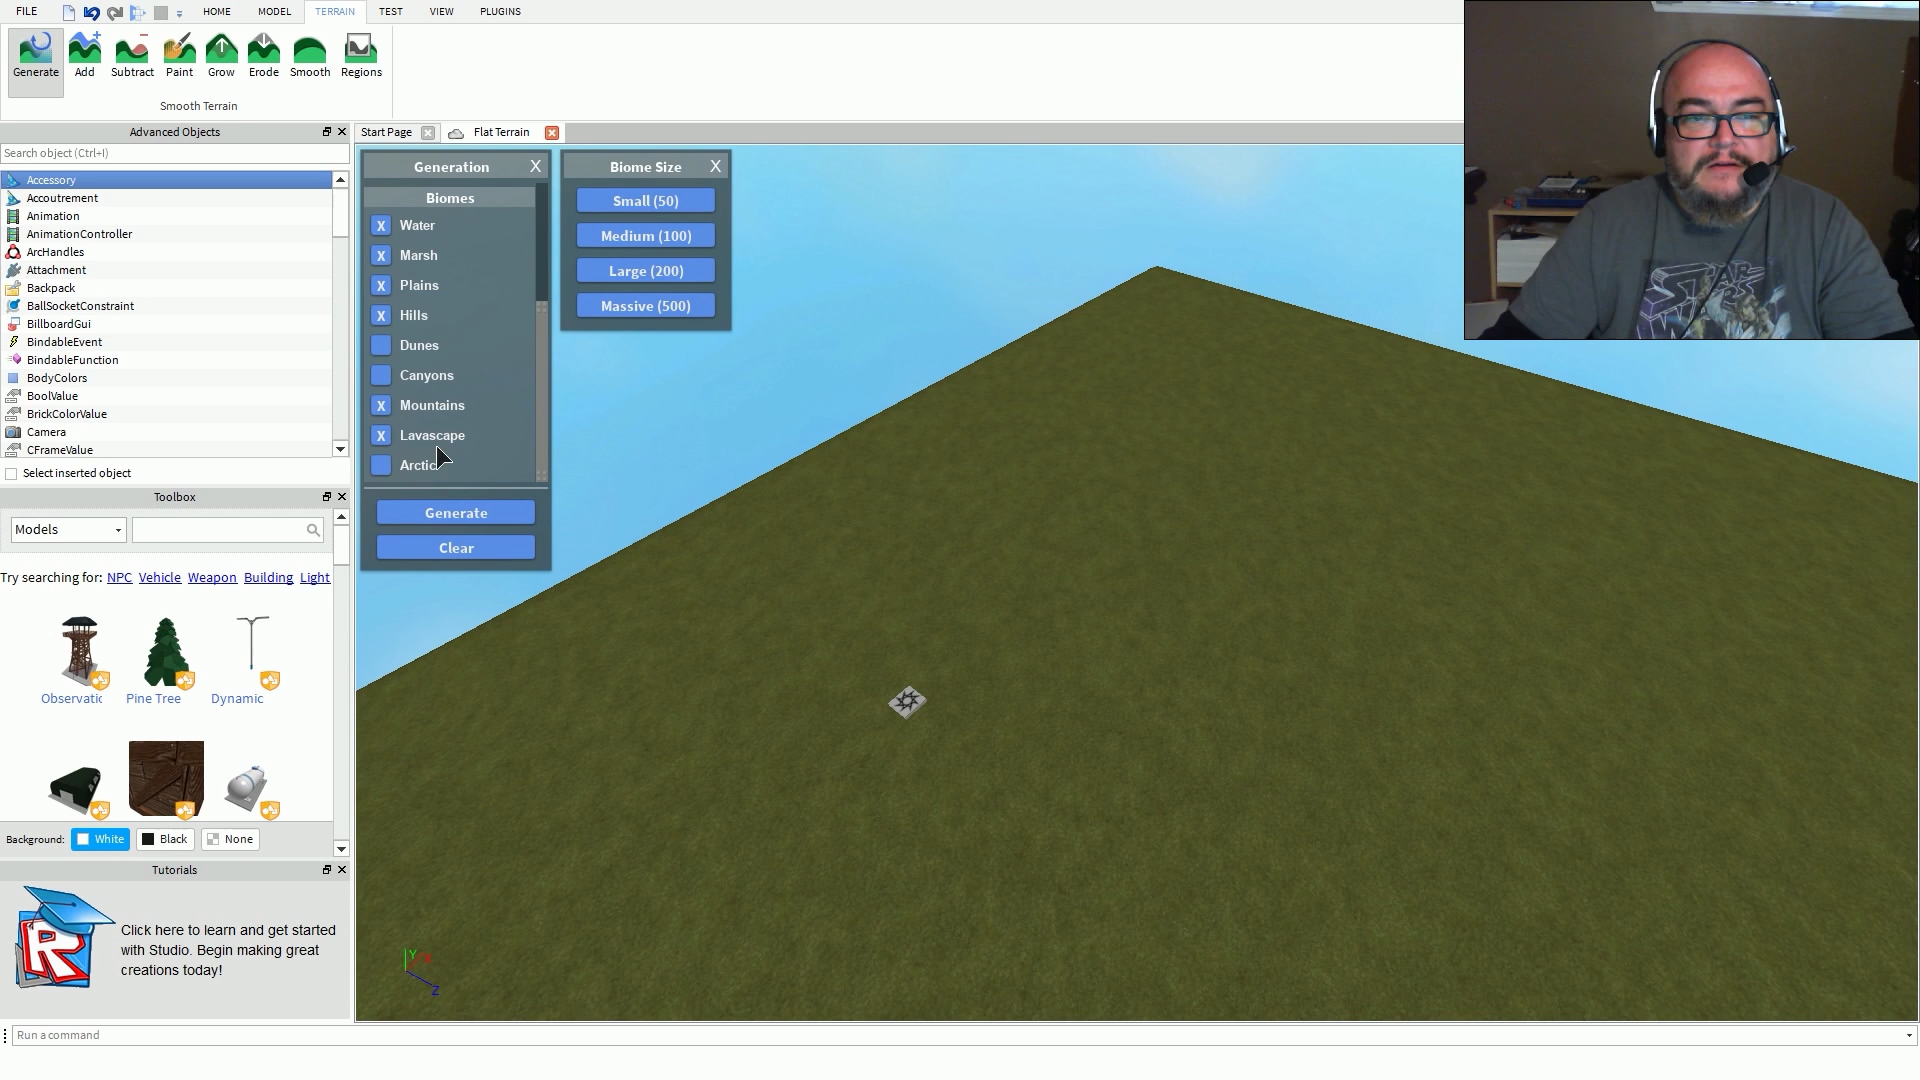 FILE HOME MODEL TERRAIN TEST VIEW PLUGINS
Generate Add Subtract Paint Grow Erode Smooth Regions
Smooth Terrain
Advanced Objects
Search object (Ctrl+I)
Accessory
Accoutrement
Animation
AnimationController
ArcHandles
Attachment
Backpack
BallSocketConstraint
BillboardGui
BindableEvent
BindableFunction
BodyColors
BoolValue
BrickColorValue
Camera
CFrameValue
Select inserted object
Toolbox
Models
Try searching for: NPC Vehicle Weapon Building Light
Observatic Pine Tree Dynamic
Background: White Black None
Tutorials
Click here to learn and get started
with Studio. Begin making great
creations today!
Start Page Flat Terrain
Generation X
Biomes
X Water
X Marsh
X Plains
X Hills
Dunes
Canyons
X Mountains
X Lavascape
Arctic
Generate
Clear
Biome Size X
Small (50)
Medium (100)
Large (200)
Massive (500)
STAR
Y X
Z
Run a command